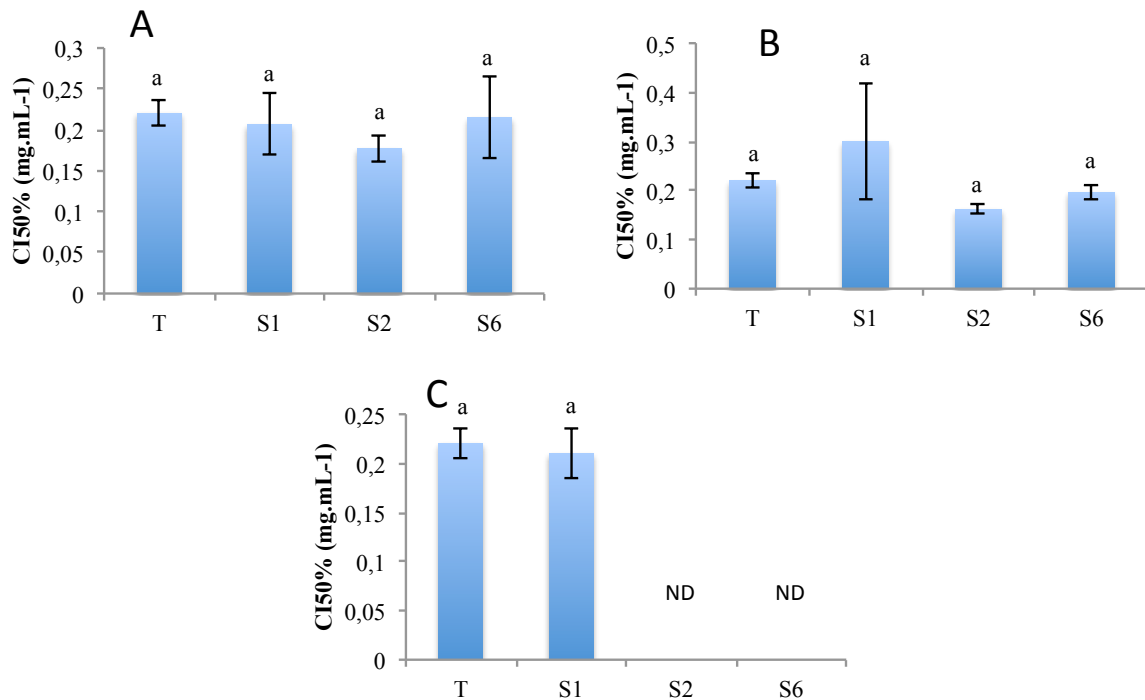 A
CI50% (mg.mL-1)
0,3
0,25
0,2
0,15
0,1
0,05
0
a
a
a
a
T S1 S2 S6
B
CI50% (mg.mL-1)
0,5
0,4
0,3
0,2
0,1
0
a
a
a
a
T S1 S2 S6
C
CI50% (mg.mL-1)
0,25
0,2
0,15
0,1
0,05
0
a a
ND ND
T S1 S2 S6